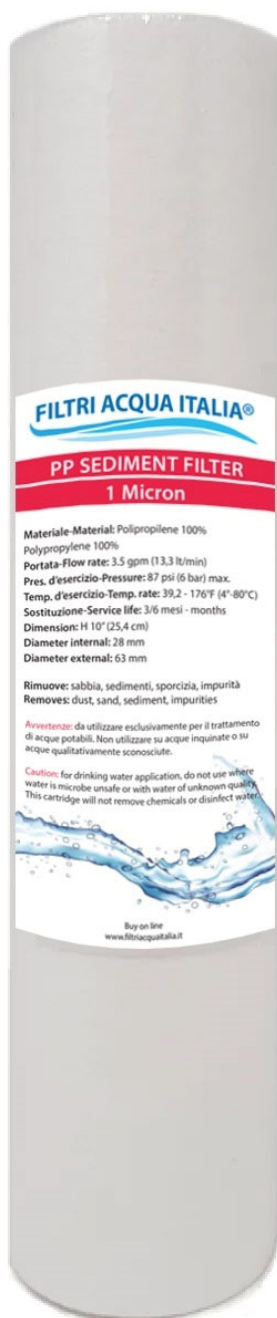 FILTRI ACQUA ITALIA®
PP SEDIMENT FILTER
1 Micron
Materiale-Material: Polipropilene 100%
Polypropylene 100%
Portata-Flow rate: 3.5 gpm (13,3 lt/min)
Pres. d'esercizio-Pressure: 87 psi (6 bar) max.
Temp. d'esercizio-Temp. rate: 39,2 - 176°F (4°-80°C)
Sostituzione-Service life: 3/6 mesi - months
Dimension: H 10" (25,4 cm)
Diameter internal: 28 mm
Diameter external: 63 mm
Rimuove: sabbia, sedimenti, sporcizia, impurità
Removes: dust, sand, sediment, impurities
Avvertenze: da utilizzare esclusivamente per il trattamento
di acque potabili. Non utilizzare su acque inquinate o su
acque qualitativamente sconosciute.
Caution: for drinking water application, do not use where
water is microbe unsafe or with water of unknown quality.
This cartridge will not remove chemicals or disinfect water.
Buy on line
www.filtriacquaitalia.it